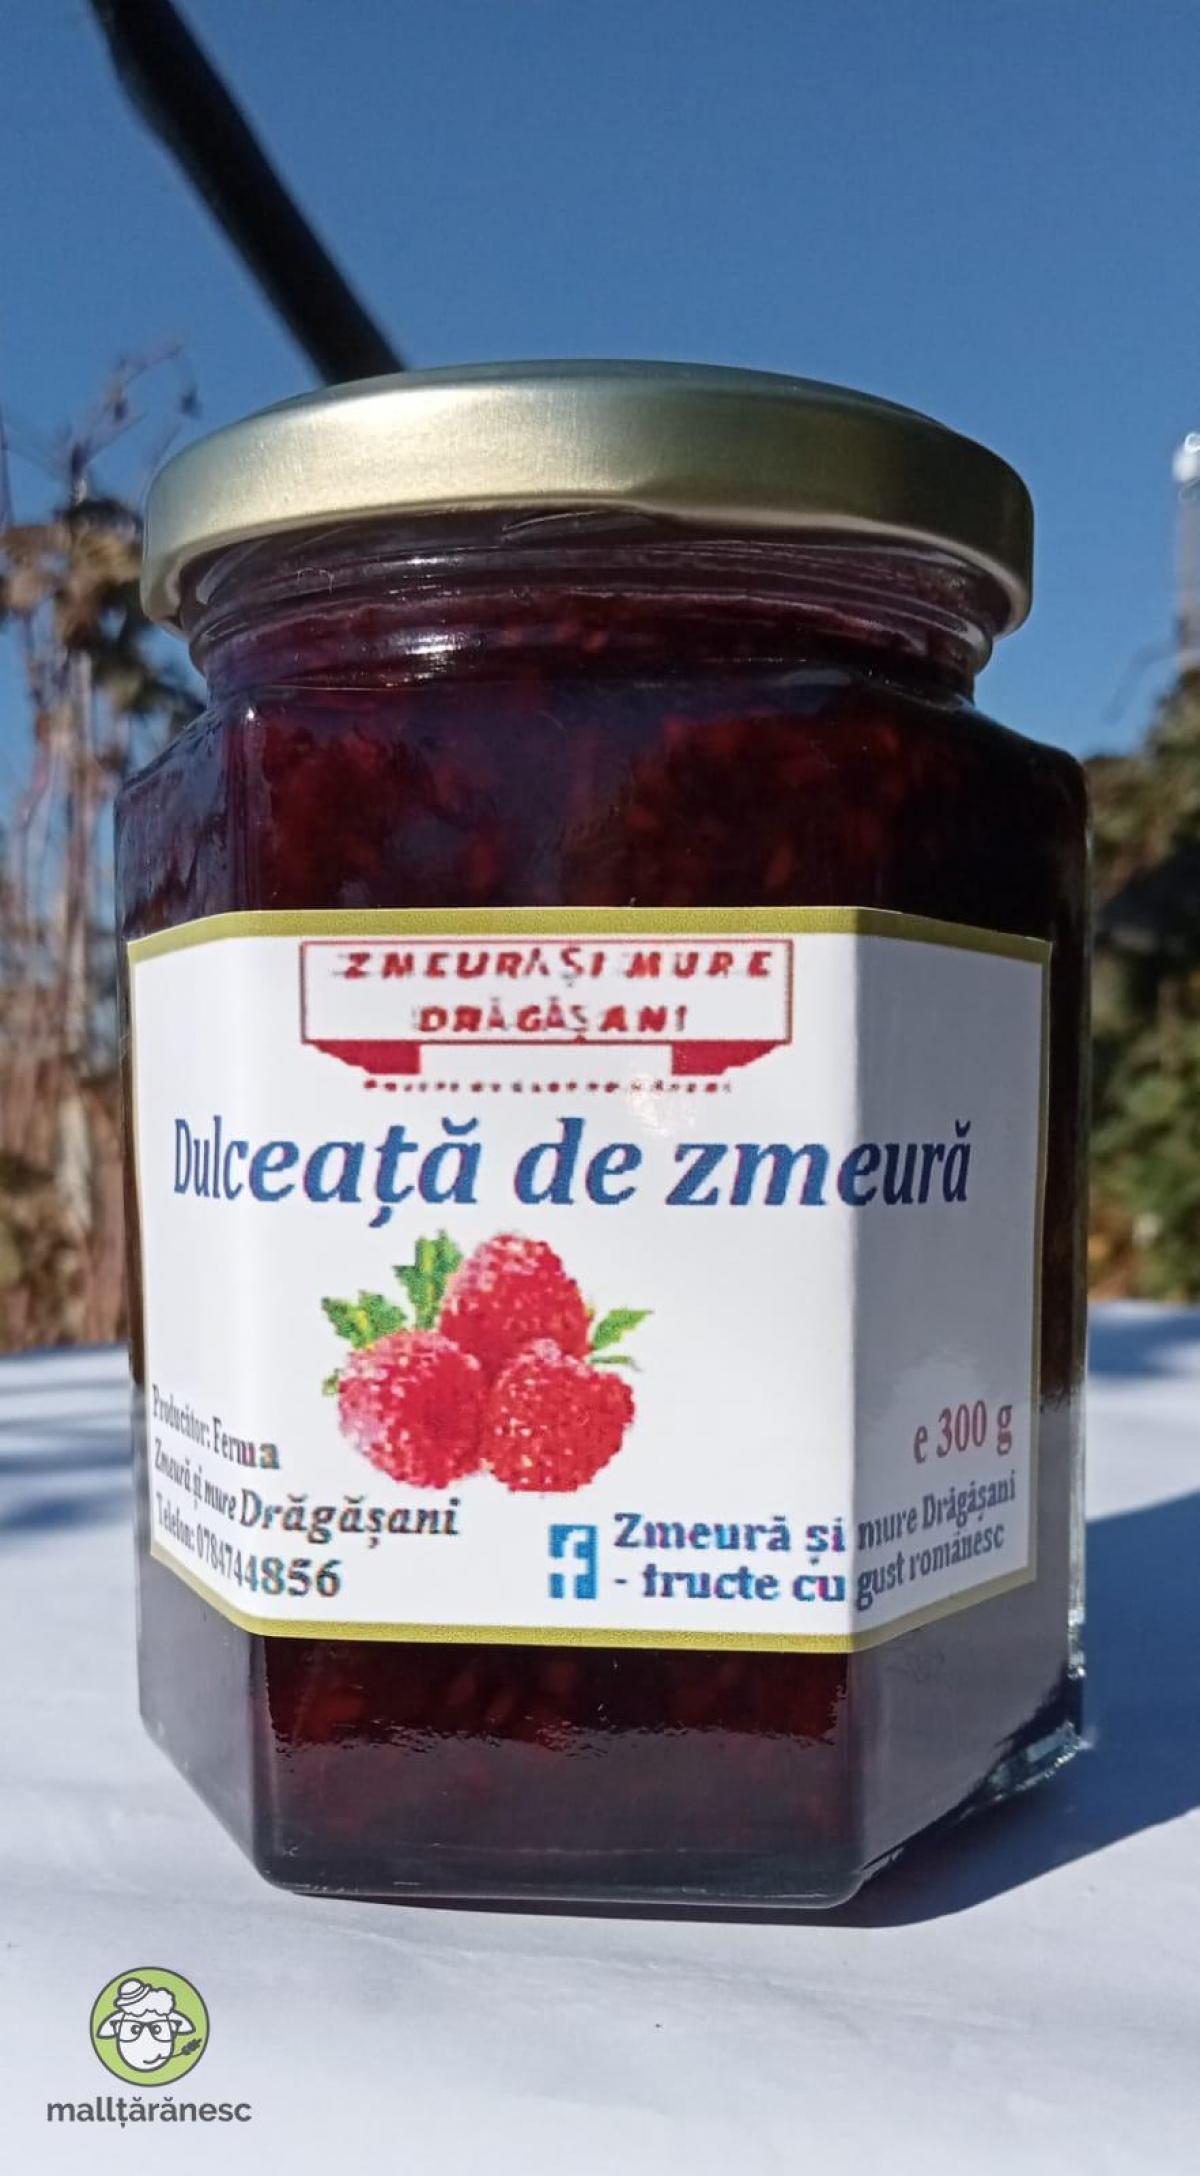 ZMEURĂ ȘI MURE
DRĂGĂȘANI
Dulceață de zmeură
Producător: Ferma
Zmeură și mure Drăgășani
Telefon: 0784744856
e 300 g
Zmeură și mure Drăgășani
- fructe cu gust românesc
mallțărănesc